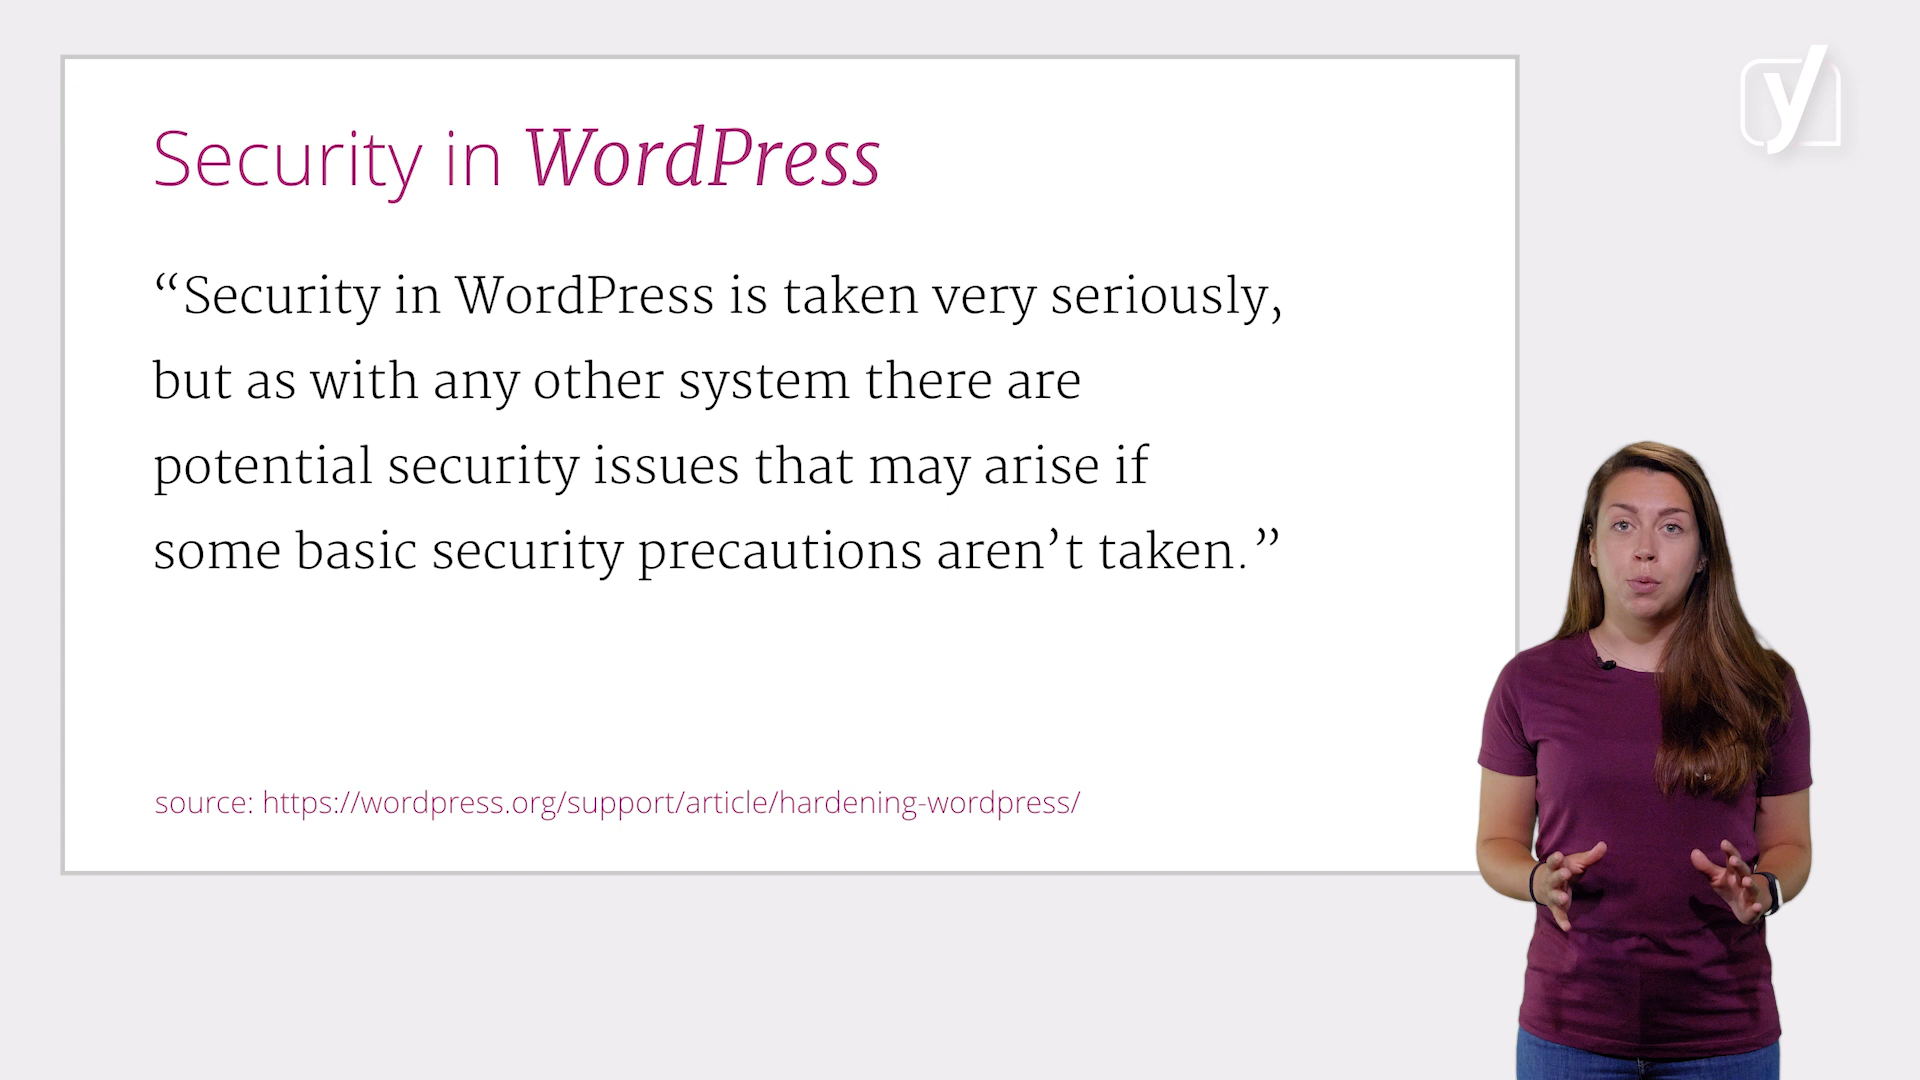 Security in WordPress
“Security in WordPress is taken very seriously,
but as with any other system there are
potential security issues that may arise if
some basic security precautions aren’t taken.”
source: https://wordpress.org/support/article/hardening-wordpress/
y